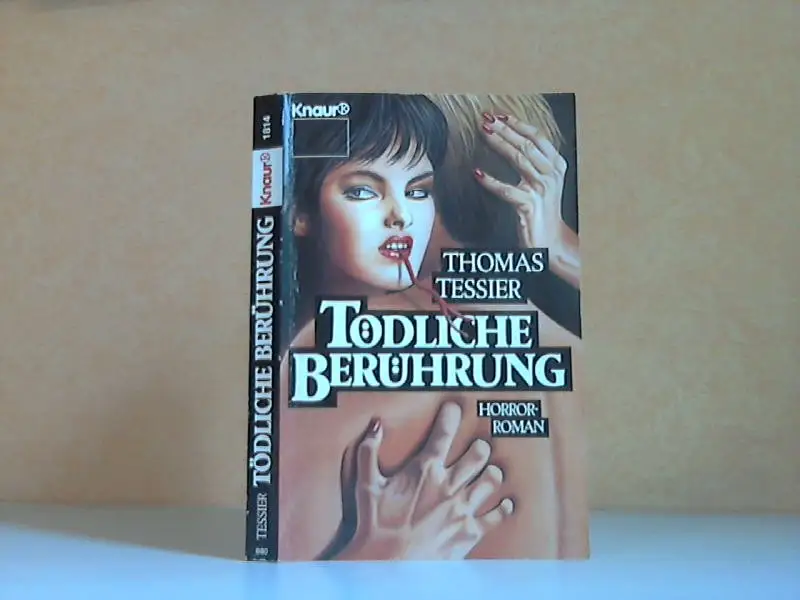 Knaur®
THOMAS
TESSIER
TÖDLICHE
BERÜHRUNG
HORROR-
ROMAN
1814
Knaur®
TÖDLICHE BERÜHRUNG
TESSIER